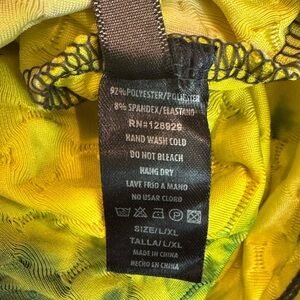 92% POLYESTER/POLIESTER
8% SPANDEX/ELASTANO
RN#128929
HAND WASH COLD
DO NOT BLEACH
HANG DRY
LAVE FRIO A MANO
NO USAR CLORO
SIZE/L/XL
TALLA/L/XL
MADE IN CHINA
HECHO EN CHINA